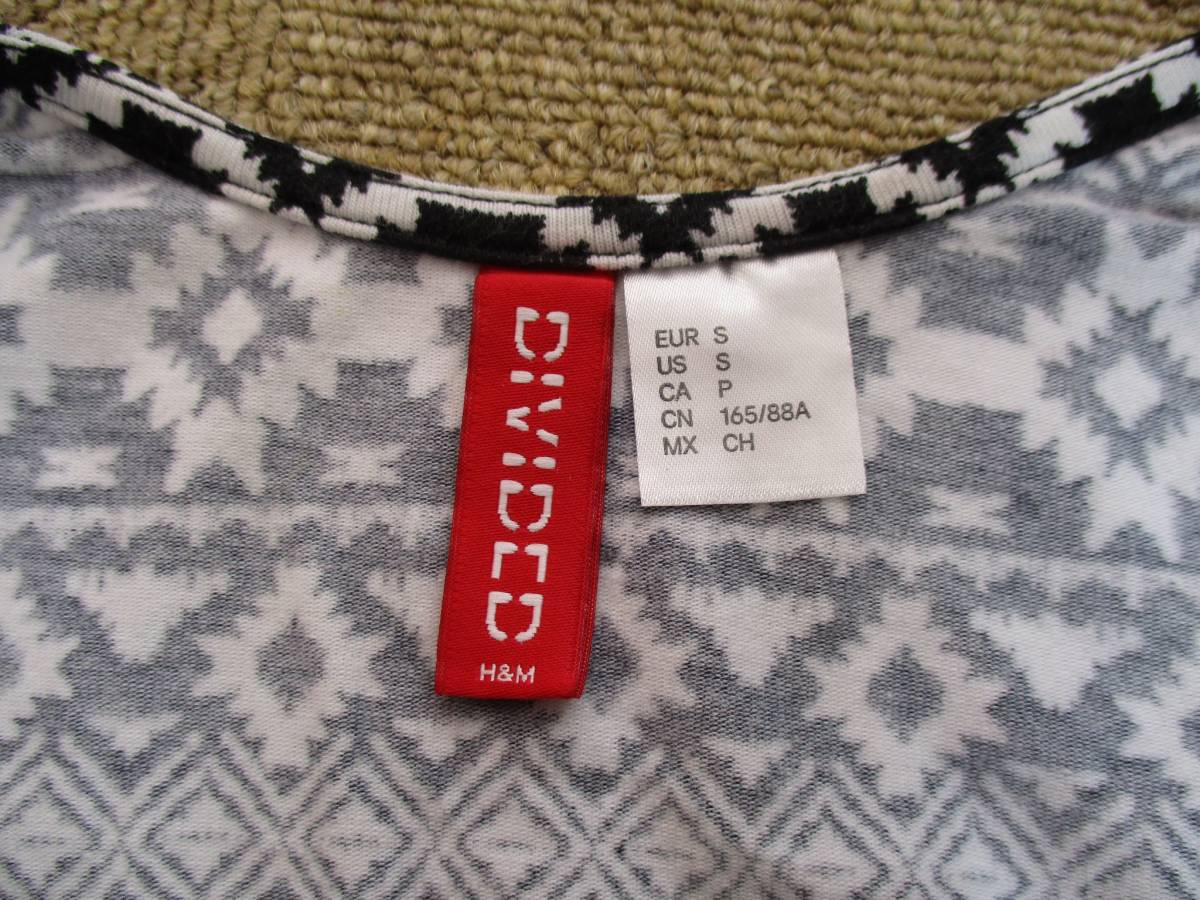 DIVIDED
H&M
EUR S
US S
CA P
CN 165/88A
MX CH